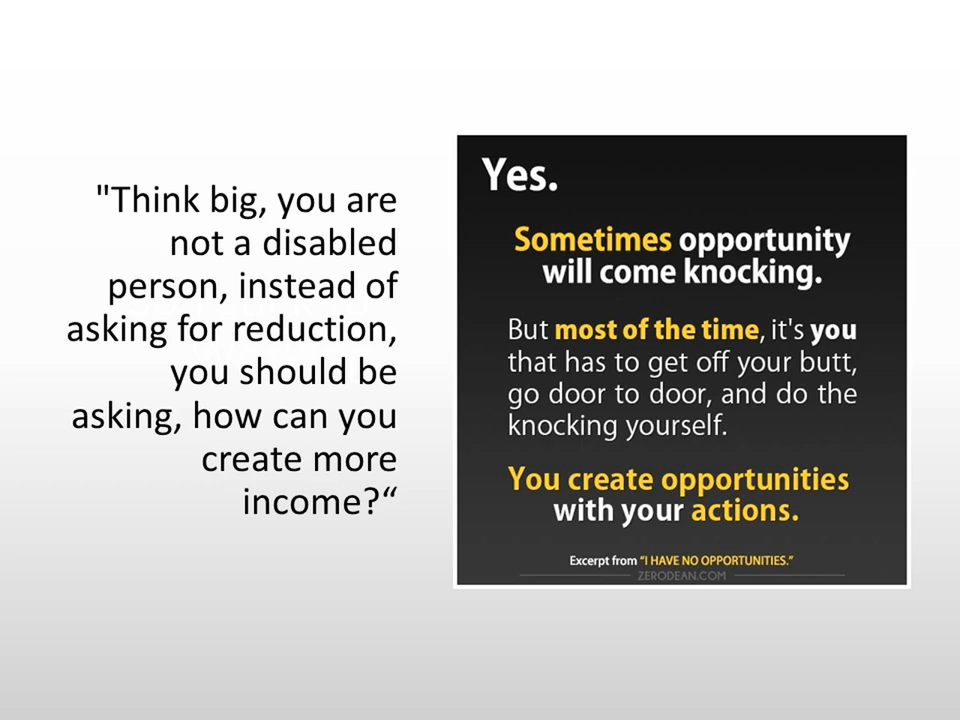 "Think big, you are
not a disabled
person, instead of
asking for reduction,
you should be
asking, how can you
create more
income?“
Yes.
Sometimes opportunity
will come knocking.
But most of the time, it's you
that has to get off your butt,
go door to door, and do the
knocking yourself.
You create opportunities
with your actions.
Excerpt from “I HAVE NO OPPORTUNITIES.”
ZERODEAN.COM